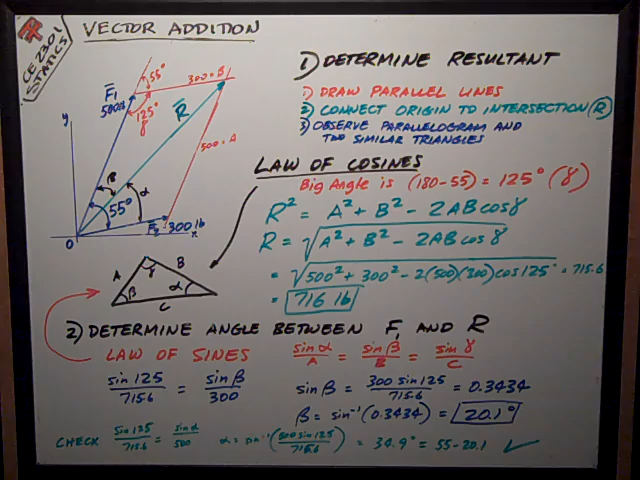 CE 2301
STATICS
VECTOR ADDITION
y
F̄₁
500 lb
55°
125°
γ
300 = B
R̄
500 = A
β
α
55°
O
F̄₂ = 300 lb
x
1) DETERMINE RESULTANT
1) DRAW PARALLEL LINES
2) CONNECT ORIGIN TO INTERSECTION (R)
3) OBSERVE PARALLELOGRAM AND
TWO SIMILAR TRIANGLES
LAW OF COSINES
Big Angle is (180-55) = 125° (γ)
R² = A² + B² - 2AB cos γ
R = √(A² + B² - 2AB cos γ)
= √(500² + 300² - 2(500)(300) cos 125°) = 715.6
= 716 lb
A
B
γ
β
α
C
2) DETERMINE ANGLE BETWEEN F₁ AND R
LAW OF SINES
sin α / A = sin β / B = sin γ / C
sin 125 / 715.6 = sin β / 300
sin β = 300 sin 125 / 715.6 = 0.3434
β = sin⁻¹ (0.3434) = 20.1°
CHECK sin 125 / 715.6 = sin α / 500 α = sin⁻¹ (500 sin 125 / 715.6) = 34.9° = 55 - 20.1 ✓